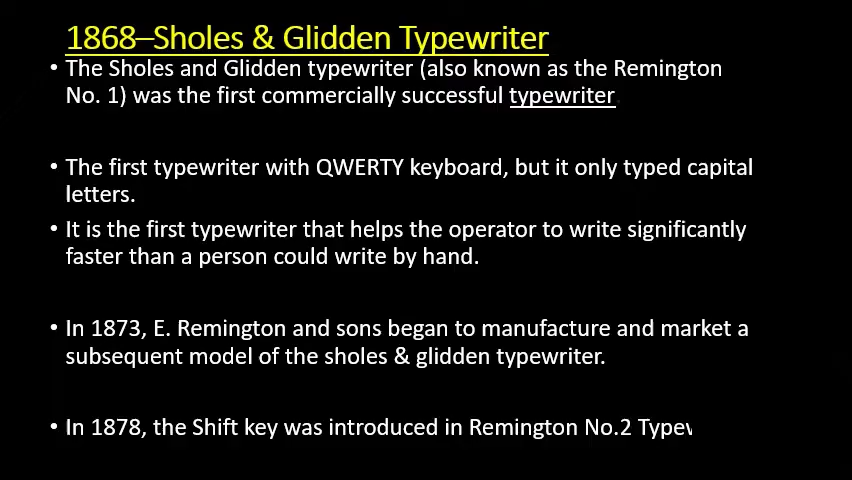 1868–Sholes & Glidden Typewriter
• The Sholes and Glidden typewriter (also known as the Remington
No. 1) was the first commercially successful typewriter.
• The first typewriter with QWERTY keyboard, but it only typed capital
letters.
• It is the first typewriter that helps the operator to write significantly
faster than a person could write by hand.
• In 1873, E. Remington and sons began to manufacture and market a
subsequent model of the sholes & glidden typewriter.
• In 1878, the Shift key was introduced in Remington No.2